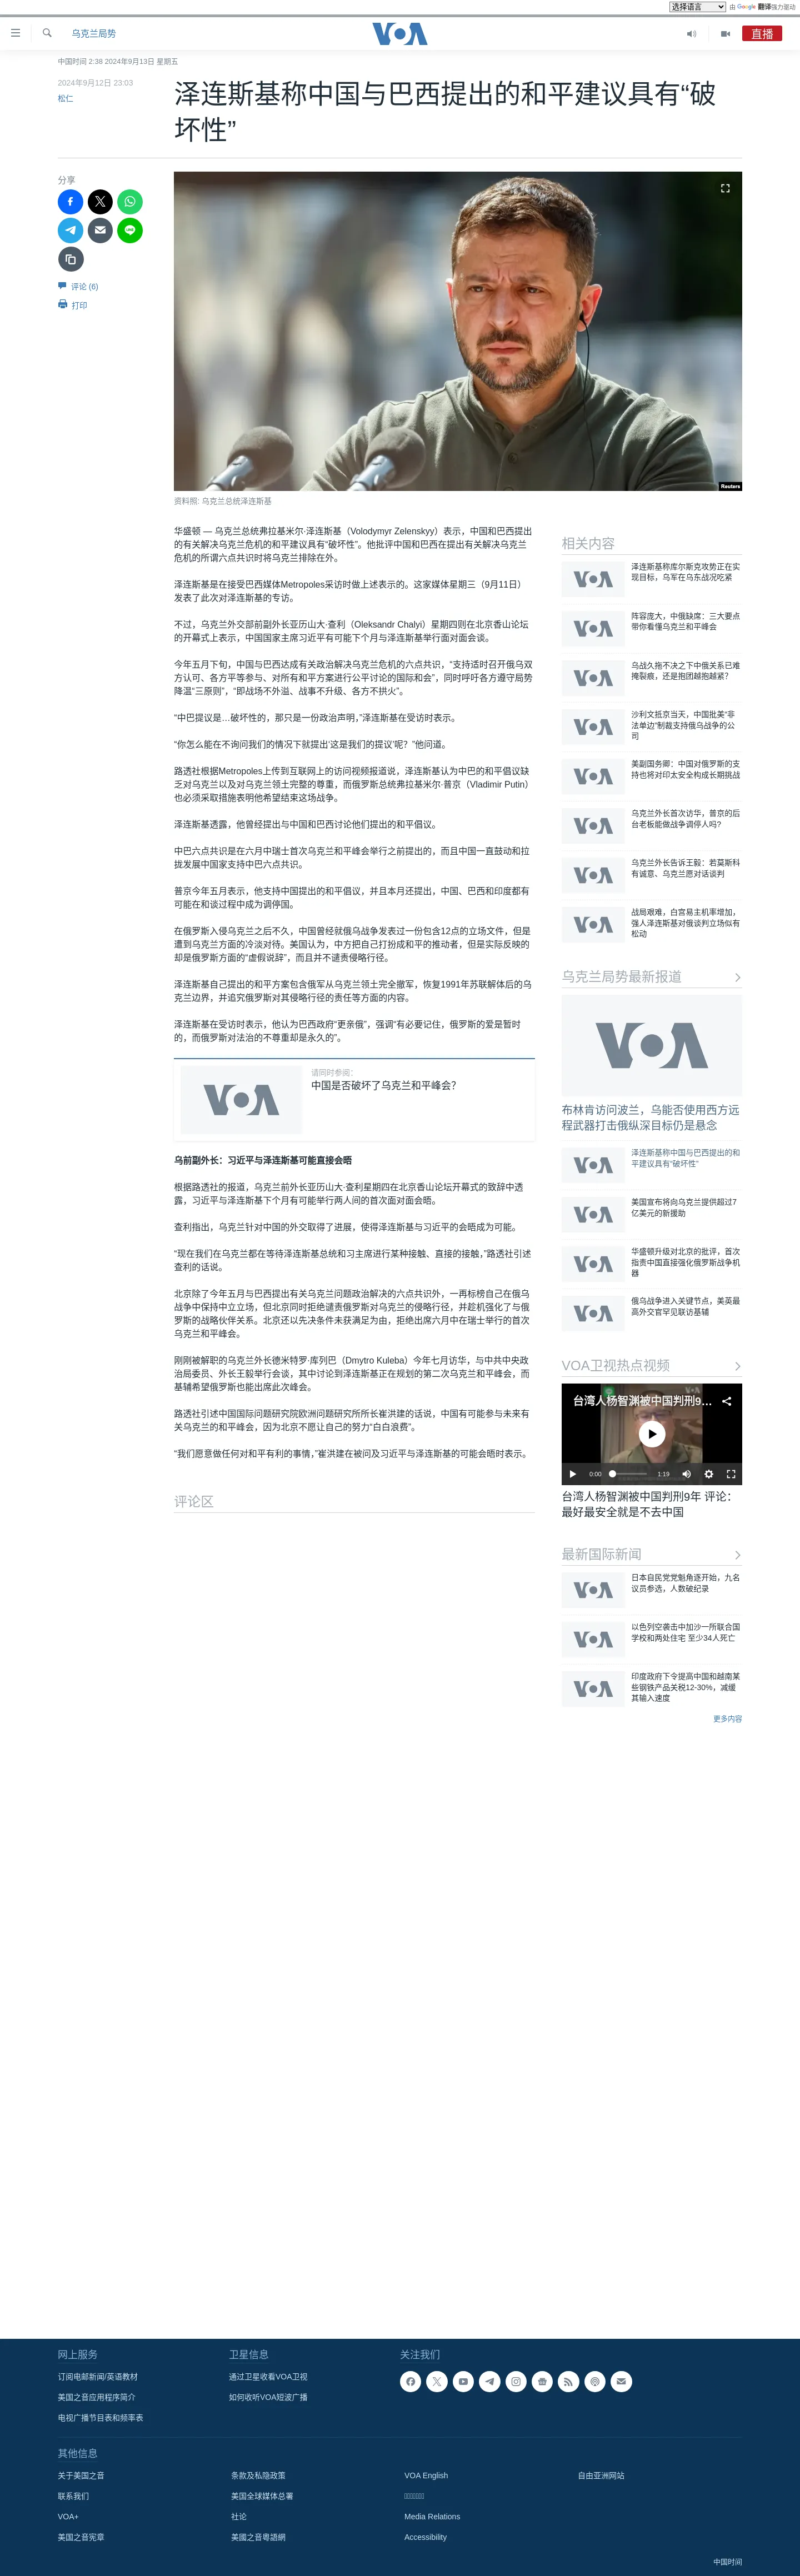 选择语言
由 Google 翻译强力驱动
乌克兰局势
VOA
直播
中国时间 2:38 2024年9月13日 星期五
2024年9月12日 23:03
松仁
泽连斯基称中国与巴西提出的和平建议具有“破
坏性”
分享
评论 (6)
打印
Reuters
资料照: 乌克兰总统泽连斯基
华盛顿 — 乌克兰总统弗拉基米尔·泽连斯基（Volodymyr Zelenskyy）表示，中国和巴西提出
的有关解决乌克兰危机的和平建议具有“破坏性”。他批评中国和巴西在提出有关解决乌克兰
危机的所谓六点共识时将乌克兰排除在外。
泽连斯基是在接受巴西媒体Metropoles采访时做上述表示的。这家媒体星期三（9月11日）
发表了此次对泽连斯基的专访。
不过，乌克兰外交部前副外长亚历山大·查利（Oleksandr Chalyi）星期四则在北京香山论坛
的开幕式上表示，中国国家主席习近平有可能下个月与泽连斯基举行面对面会谈。
今年五月下旬，中国与巴西达成有关政治解决乌克兰危机的六点共识，“支持适时召开俄乌双
方认可、各方平等参与、对所有和平方案进行公平讨论的国际和会”，同时呼吁各方遵守局势
降温“三原则”，“即战场不外溢、战事不升级、各方不拱火”。
“中巴提议是…破坏性的，那只是一份政治声明，”泽连斯基在受访时表示。
“你怎么能在不询问我们的情况下就提出‘这是我们的提议’呢？”他问道。
路透社根据Metropoles上传到互联网上的访问视频报道说，泽连斯基认为中巴的和平倡议缺
乏对乌克兰以及对乌克兰领土完整的尊重，而俄罗斯总统弗拉基米尔·普京（Vladimir Putin）
也必须采取措施表明他希望结束这场战争。
泽连斯基透露，他曾经提出与中国和巴西讨论他们提出的和平倡议。
中巴六点共识是在六月中瑞士首次乌克兰和平峰会举行之前提出的，而且中国一直鼓动和拉
拢发展中国家支持中巴六点共识。
普京今年五月表示，他支持中国提出的和平倡议，并且本月还提出，中国、巴西和印度都有
可能在和谈过程中成为调停国。
在俄罗斯入侵乌克兰之后不久，中国曾经就俄乌战争发表过一份包含12点的立场文件，但是
遭到乌克兰方面的冷淡对待。美国认为，中方把自己打扮成和平的推动者，但是实际反映的
却是俄罗斯方面的“虚假说辞”，而且并不谴责侵略行径。
泽连斯基自己提出的和平方案包含俄军从乌克兰领土完全撤军，恢复1991年苏联解体后的乌
克兰边界，并追究俄罗斯对其侵略行径的责任等方面的内容。
泽连斯基在受访时表示，他认为巴西政府“更亲俄”，强调“有必要记住，俄罗斯的爱是暂时
的，而俄罗斯对法治的不尊重却是永久的”。
VOA
请同时参阅：
中国是否破坏了乌克兰和平峰会？
乌前副外长：习近平与泽连斯基可能直接会晤
根据路透社的报道，乌克兰前外长亚历山大·查利星期四在北京香山论坛开幕式的致辞中透
露，习近平与泽连斯基下个月有可能举行两人间的首次面对面会晤。
查利指出，乌克兰针对中国的外交取得了进展，使得泽连斯基与习近平的会晤成为可能。
“现在我们在乌克兰都在等待泽连斯基总统和习主席进行某种接触、直接的接触，”路透社引述
查利的话说。
北京除了今年五月与巴西提出有关乌克兰问题政治解决的六点共识外，一再标榜自己在俄乌
战争中保持中立立场，但北京同时拒绝谴责俄罗斯对乌克兰的侵略行径，并趁机强化了与俄
罗斯的战略伙伴关系。北京还以先决条件未获满足为由，拒绝出席六月中在瑞士举行的首次
乌克兰和平峰会。
刚刚被解职的乌克兰外长德米特罗·库列巴（Dmytro Kuleba）今年七月访华，与中共中央政
治局委员、外长王毅举行会谈，其中讨论到泽连斯基正在规划的第二次乌克兰和平峰会，而
基辅希望俄罗斯也能出席此次峰会。
路透社引述中国国际问题研究院欧洲问题研究所所长崔洪建的话说，中国有可能参与未来有
关乌克兰的和平峰会，因为北京不愿让自己的努力“白白浪费”。
“我们愿意做任何对和平有利的事情，”崔洪建在被问及习近平与泽连斯基的可能会晤时表示。
评论区
相关内容
VOA
泽连斯基称库尔斯克攻势正在实
现目标，乌军在乌东战况吃紧
VOA
阵容庞大，中俄缺席：三大要点
带你看懂乌克兰和平峰会
VOA
乌战久拖不决之下中俄关系已难
掩裂痕，还是抱团越抱越紧？
VOA
沙利文抵京当天，中国批美“非
法单边”制裁支持俄乌战争的公
司
VOA
美副国务卿：中国对俄罗斯的支
持也将对印太安全构成长期挑战
VOA
乌克兰外长首次访华，普京的后
台老板能做战争调停人吗?
VOA
乌克兰外长告诉王毅：若莫斯科
有诚意、乌克兰愿对话谈判
VOA
战局艰难，白宫易主机率增加，
强人泽连斯基对俄谈判立场似有
松动
乌克兰局势最新报道
VOA
布林肯访问波兰，乌能否使用西方远
程武器打击俄纵深目标仍是悬念
VOA
泽连斯基称中国与巴西提出的和
平建议具有“破坏性”
VOA
美国宣布将向乌克兰提供超过7
亿美元的新援助
VOA
华盛顿升级对北京的批评，首次
指责中国直接强化俄罗斯战争机
器
VOA
俄乌战争进入关键节点，美英最
高外交官罕见联访基辅
VOA卫视热点视频
台湾人杨智渊被中国判刑9...
VOA
0:00
1:19
台湾人杨智渊被中国判刑9年 评论：
最好最安全就是不去中国
最新国际新闻
VOA
日本自民党党魁角逐开始，九名
议员参选，人数破纪录
VOA
以色列空袭击中加沙一所联合国
学校和两处住宅 至少34人死亡
VOA
印度政府下令提高中国和越南某
些钢铁产品关税12-30%，减缓
其输入速度
更多内容
网上服务
订阅电邮新闻/英语教材
美国之音应用程序简介
电视广播节目表和频率表
卫星信息
通过卫星收看VOA卫视
如何收听VOA短波广播
关注我们
其他信息
关于美国之音
联系我们
VOA+
美国之音宪章
条款及私隐政策
美国全球媒体总署
社论
美國之音粵語網
VOA English
Media Relations
Accessibility
自由亚洲网站
中国时间